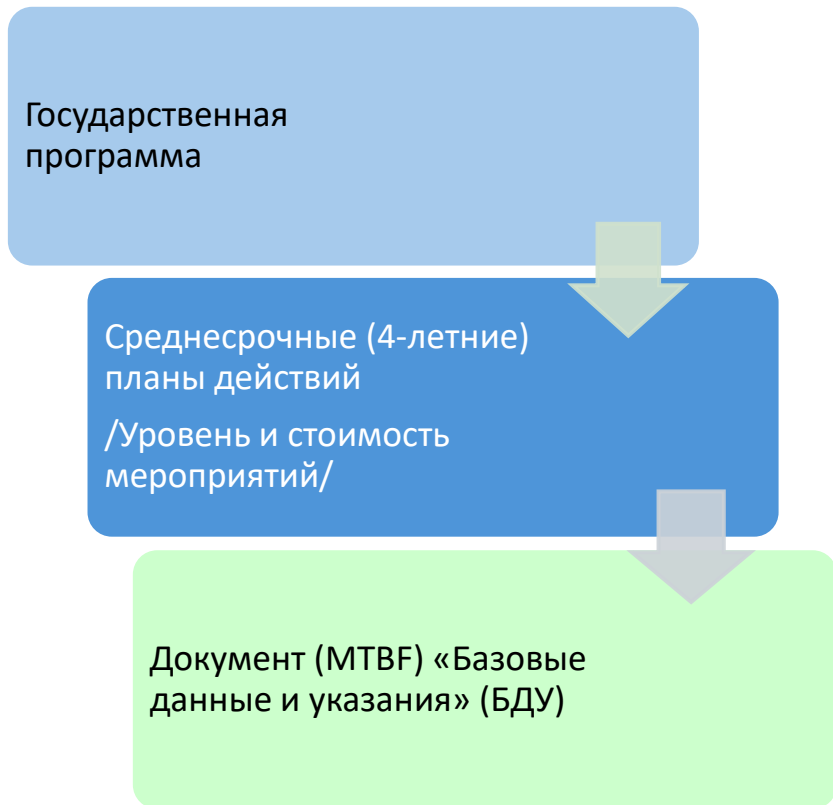 Государственная
программа
Среднесрочные (4-летние)
планы действий
/Уровень и стоимость
мероприятий/
Документ (MTBF) «Базовые
данные и указания» (БДУ)